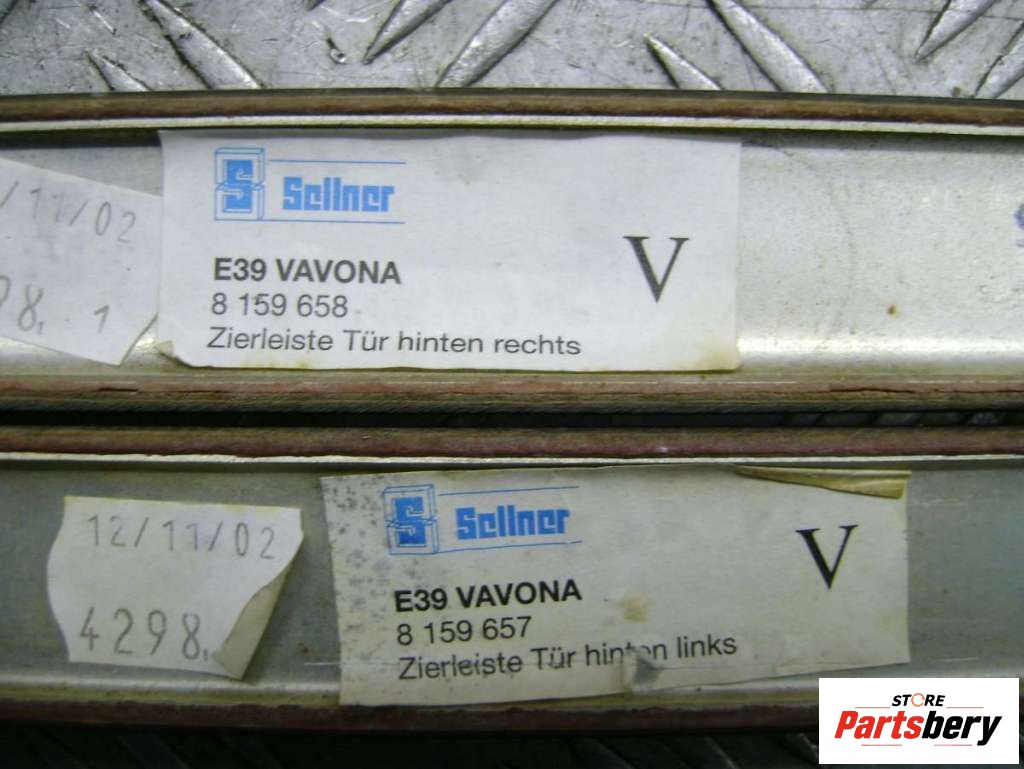 /11/02
98. 1
S Sellner
E39 VAVONA
8 159 658
Zierleiste Tür hinten rechts
V
12/11/02
4298.
S Sellner
E39 VAVONA
8 159 657
Zierleiste Tür hinten links
V
STORE
Partsbery